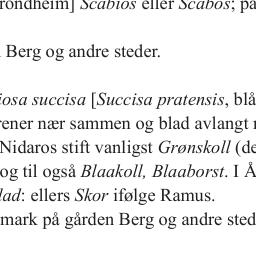 rondheim] Scabios eller Scabos; på
Berg og andre steder.
iosa succisa [Succisa pratensis, blå
rener nær sammen og blad avlangt
Nidaros stift vanligst Grønskoll (de
og til også Blaakoll, Blaaborst. I Å
lad: ellers Skor ifølge Ramus.
mark på gården Berg og andre sted